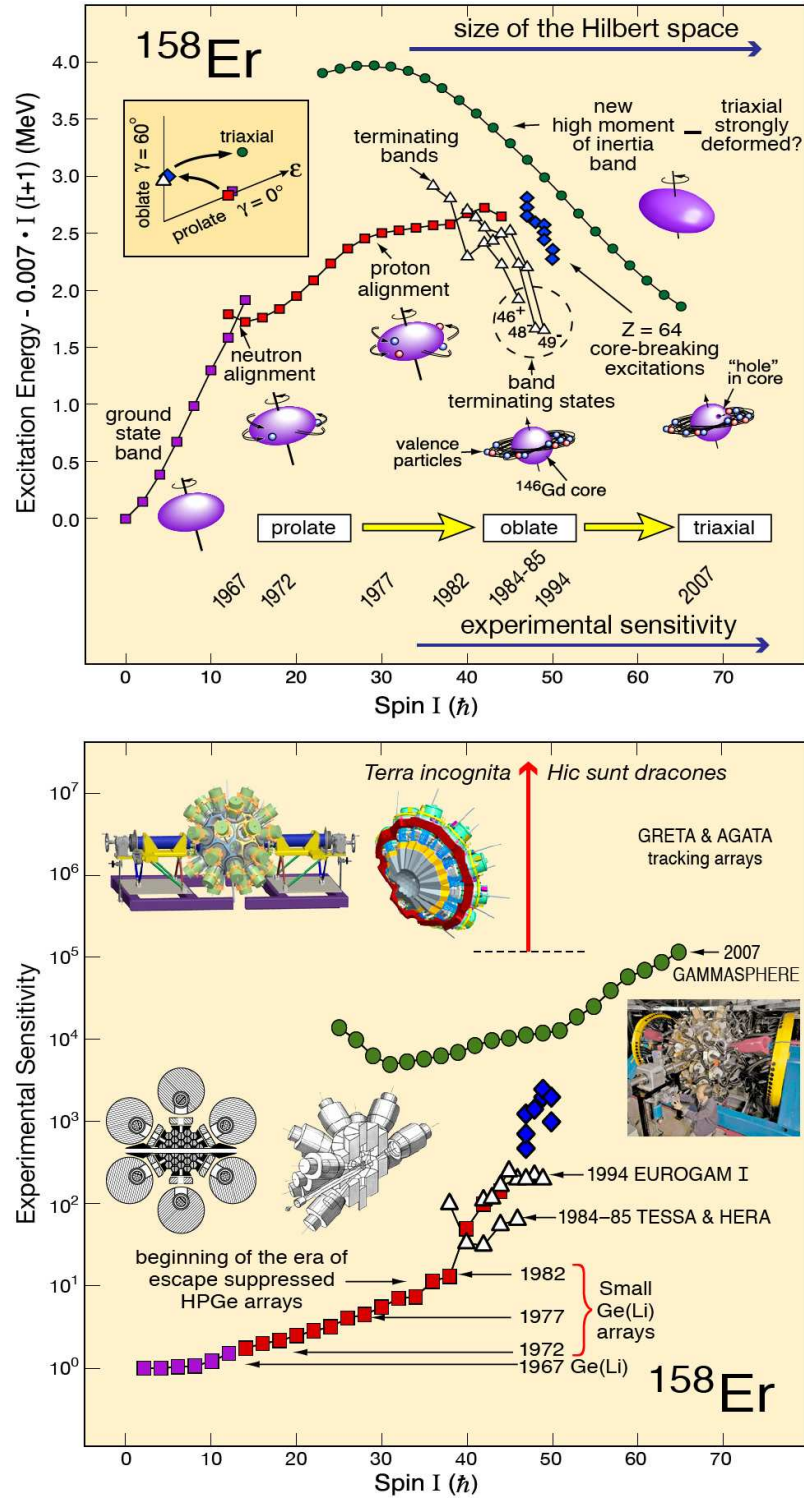 158Er
size of the Hilbert space
4.0
3.5
3.0
2.5
2.0
1.5
1.0
0.5
0.0
Excitation Energy - 0.007 • I (I+1) (MeV)
oblate γ = 60°
triaxial
ε
prolate γ = 0°
terminating
bands
new
high moment
of inertia
band
triaxial
strongly
deformed?
proton
alignment
neutron
alignment
ground
state
band
46+
48-
49-
band
terminating states
Z = 64
core-breaking
excitations
"hole"
in core
valence
particles
146Gd core
prolate
oblate
triaxial
1967
1972
1977
1982
1984-85
1994
2007
experimental sensitivity
0 10 20 30 40 50 60 70
Spin I (ℏ)
Terra incognita
Hic sunt dracones
10^7
10^6
10^5
10^4
10^3
10^2
10^1
10^0
Experimental Sensitivity
GRETA & AGATA
tracking arrays
2007
GAMMASPHERE
1994 EUROGAM I
1984–85 TESSA & HERA
beginning of the era of
escape suppressed
HPGe arrays
1982
1977
1972
1967 Ge(Li)
Small
Ge(Li)
arrays
158Er
0 10 20 30 40 50 60 70
Spin I (ℏ)